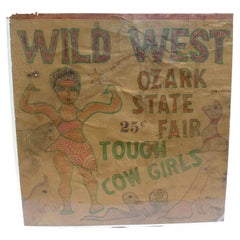 WILD WEST
OZARK
STATE
25¢ FAIR
TOUGH
COW GIRLS